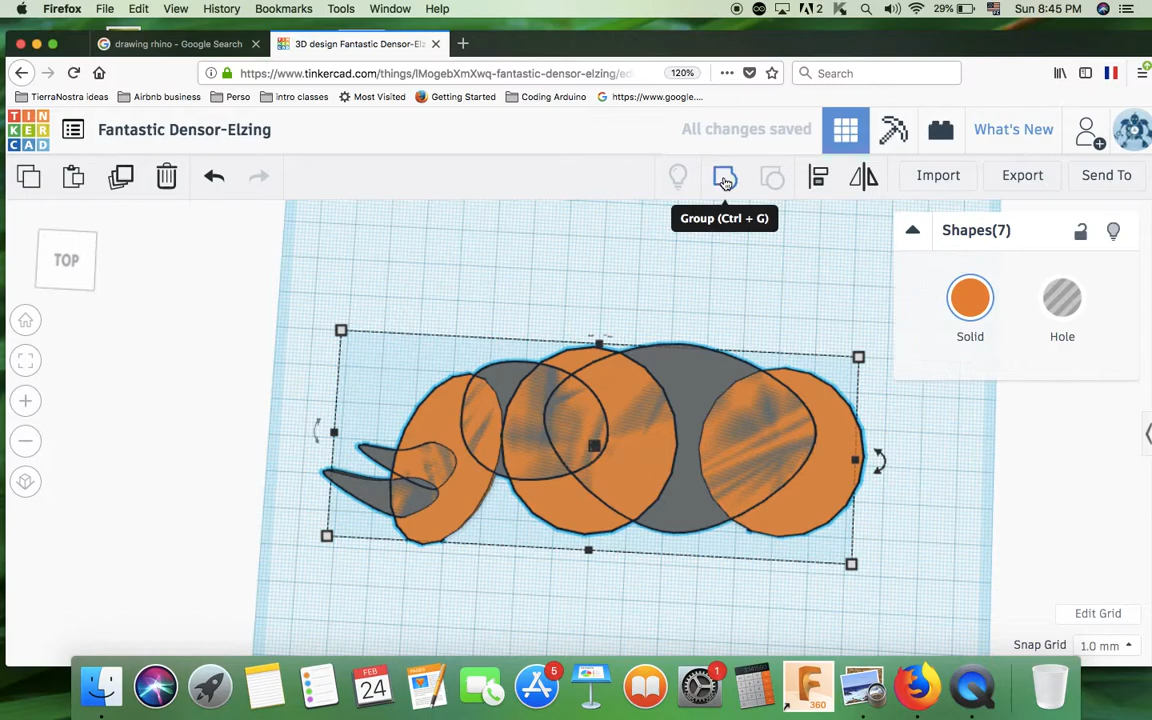 Firefox File Edit View History Bookmarks Tools Window Help 2 29% Sun 8:45 PM
drawing rhino - Google Search 3D design Fantastic Densor-Elz
https://www.tinkercad.com/things/lMogebXmXwq-fantastic-densor-elzing/ed 120% Search
TierraNostra ideas Airbnb business Perso Intro classes Most Visited Getting Started Coding Arduino https://www.google....
TIN KER CAD Fantastic Densor-Elzing All changes saved What's New
Import Export Send To
Group (Ctrl + G)
Shapes(7)
TOP
Solid Hole
Edit Grid
Snap Grid 1.0 mm
FEB 24 5 1 F 360